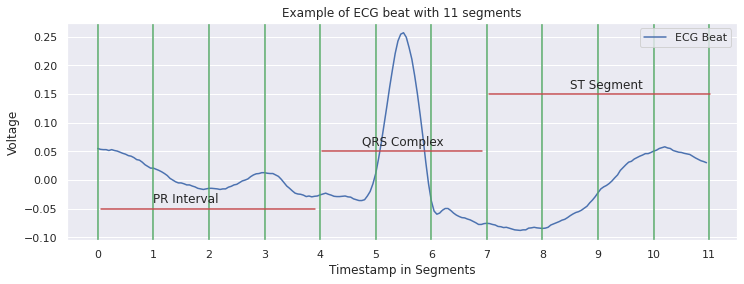 Example of ECG beat with 11 segments
ECG Beat
0.25
0.20
0.15
0.10
0.05
0.00
−0.05
−0.10
Voltage
ST Segment
QRS Complex
PR Interval
0 1 2 3 4 5 6 7 8 9 10 11
Timestamp in Segments